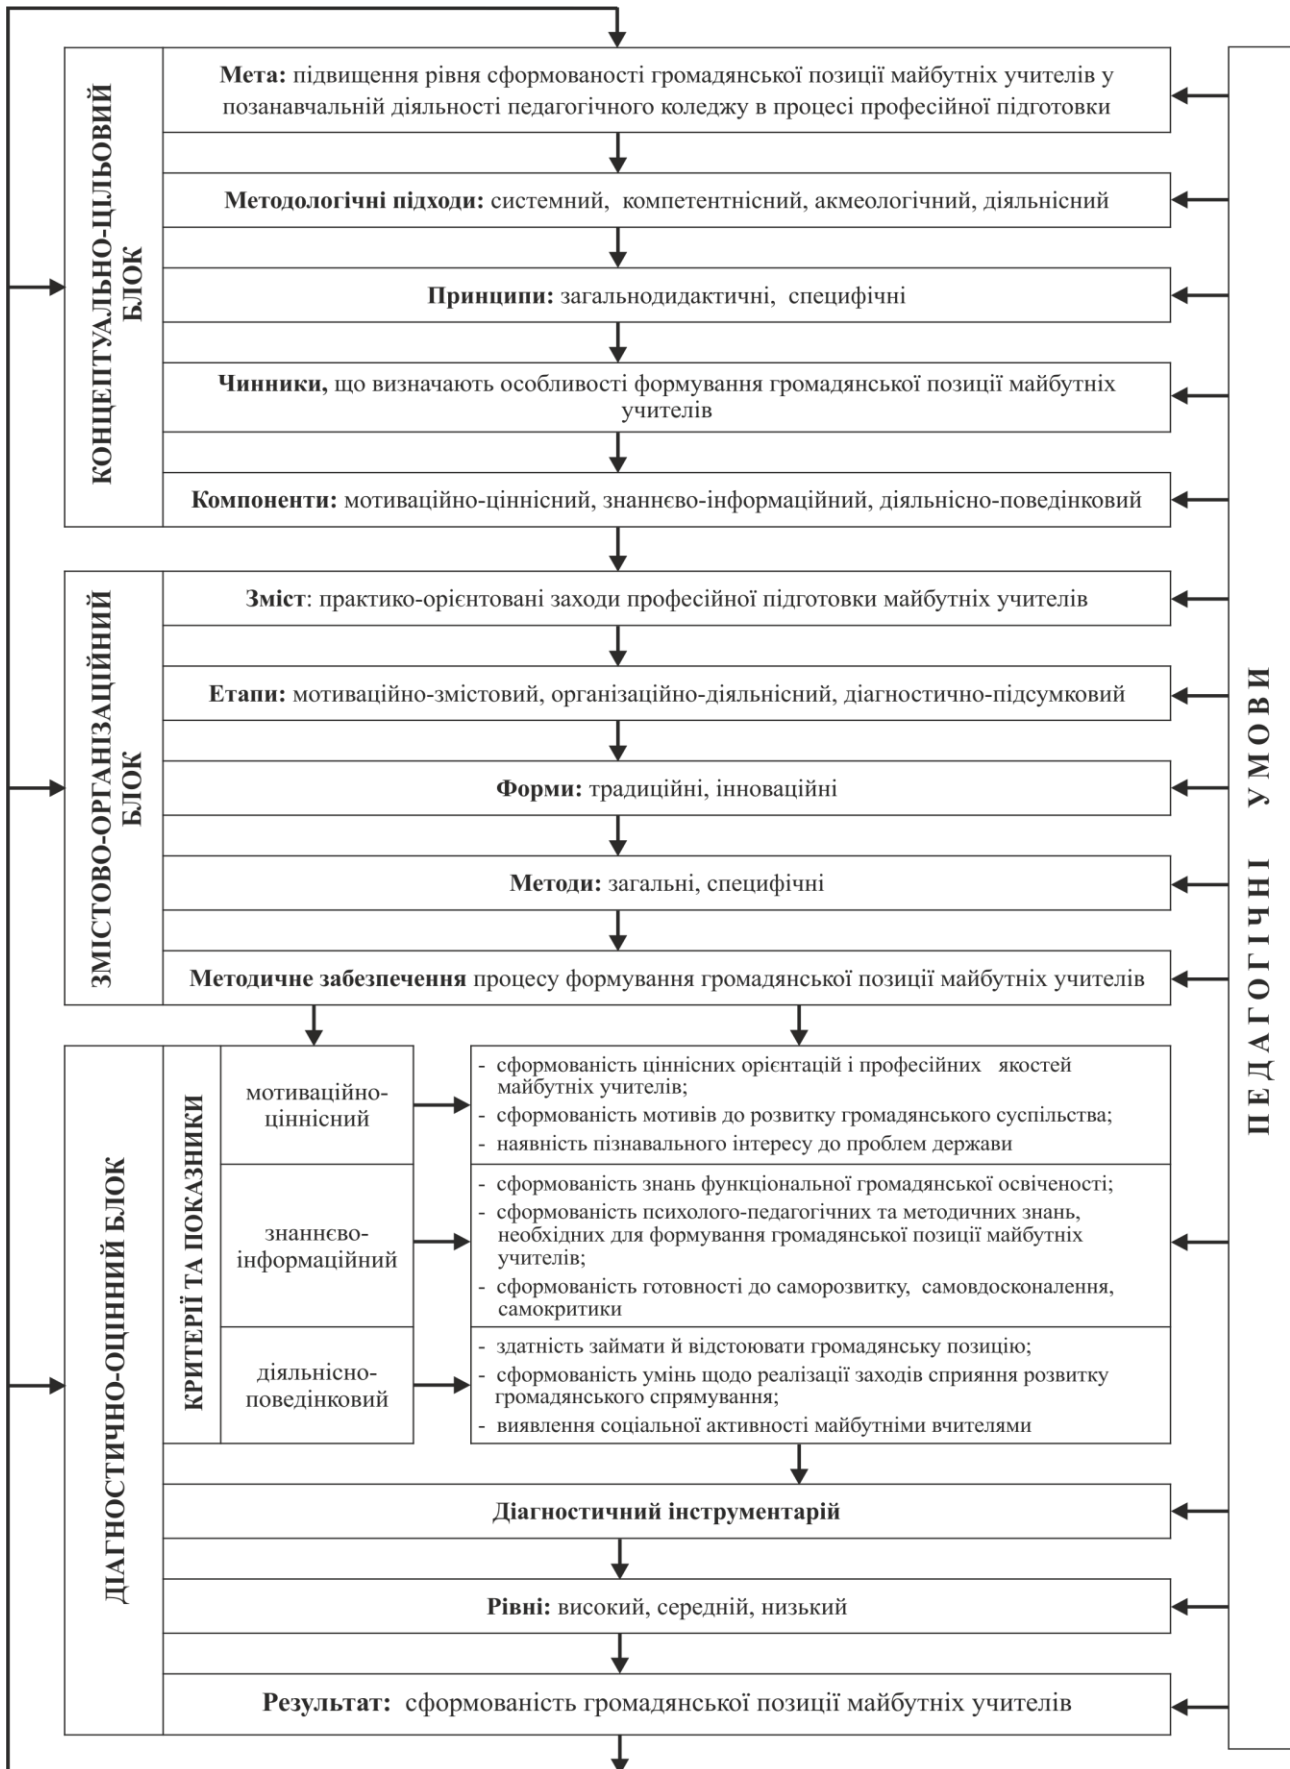 КОНЦЕПТУАЛЬНО-ЦІЛЬОВИЙ
БЛОК
Мета: підвищення рівня сформованості громадянської позиції майбутніх учителів у
позанавчальній діяльності педагогічного коледжу в процесі професійної підготовки
Методологічні підходи: системний, компетентнісний, акмеологічний, діяльнісний
Принципи: загальнодидактичні, специфічні
Чинники, що визначають особливості формування громадянської позиції майбутніх
учителів
Компоненти: мотиваційно-ціннісний, знаннєво-інформаційний, діяльнісно-поведінковий
ЗМІСТОВО-ОРГАНІЗАЦІЙНИЙ
БЛОК
Зміст: практико-орієнтовані заходи професійної підготовки майбутніх учителів
Етапи: мотиваційно-змістовий, організаційно-діяльнісний, діагностично-підсумковий
Форми: традиційні, інноваційні
Методи: загальні, специфічні
Методичне забезпечення процесу формування громадянської позиції майбутніх учителів
ДІАГНОСТИЧНО-ОЦІННИЙ БЛОК
КРИТЕРІЇ ТА ПОКАЗНИКИ
мотиваційно-
ціннісний
- сформованість ціннісних орієнтацій і професійних якостей
майбутніх учителів;
- сформованість мотивів до розвитку громадянського суспільства;
- наявність пізнавального інтересу до проблем держави
знаннєво-
інформаційний
- сформованість знань функціональної громадянської освіченості;
- сформованість психолого-педагогічних та методичних знань,
необхідних для формування громадянської позиції майбутніх
учителів;
- сформованість готовності до саморозвитку, самовдосконалення,
самокритики
діяльнісно-
поведінковий
- здатність займати й відстоювати громадянську позицію;
- сформованість умінь щодо реалізації заходів сприяння розвитку
громадянського спрямування;
- виявлення соціальної активності майбутніми вчителями
Діагностичний інструментарій
Рівні: високий, середній, низький
Результат: сформованість громадянської позиції майбутніх учителів
ПЕДАГОГІЧНІ УМОВИ